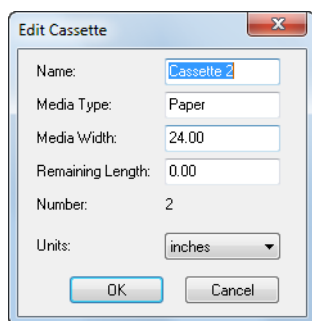 Edit Cassette
Name: Cassette 2
Media Type: Paper
Media Width: 24.00
Remaining Length: 0.00
Number: 2
Units: inches
OK Cancel